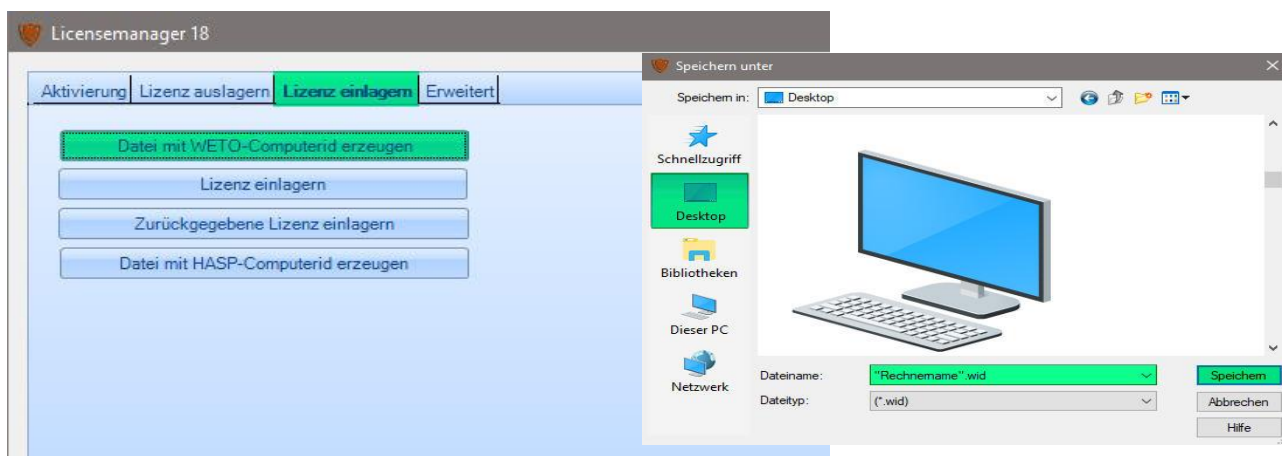 Licensemanager 18
Aktivierung Lizenz auslagern Lizenz einlagern Erweitert
Datei mit WETO-Computerid erzeugen
Lizenz einlagern
Zurückgegebene Lizenz einlagern
Datei mit HASP-Computerid erzeugen
Speichern unter
Speichern in: Desktop
Schnellzugriff
Desktop
Bibliotheken
Dieser PC
Netzwerk
Dateiname: "Rechnername".wid Speichern
Dateityp: (*.wid) Abbrechen
Hilfe